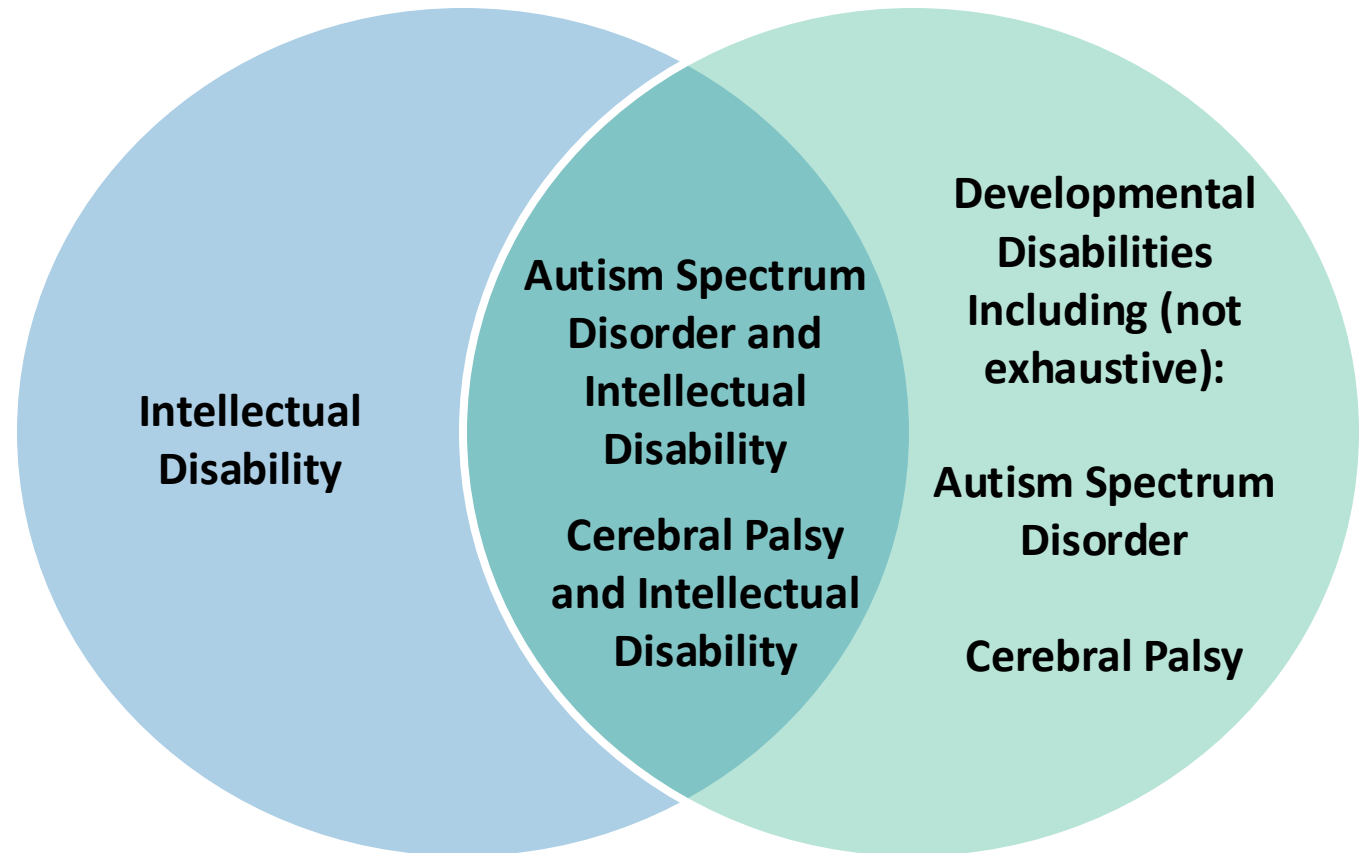 Intellectual
Disability
Autism Spectrum
Disorder and
Intellectual
Disability
Cerebral Palsy
and Intellectual
Disability
Developmental
Disabilities
Including (not
exhaustive):
Autism Spectrum
Disorder
Cerebral Palsy